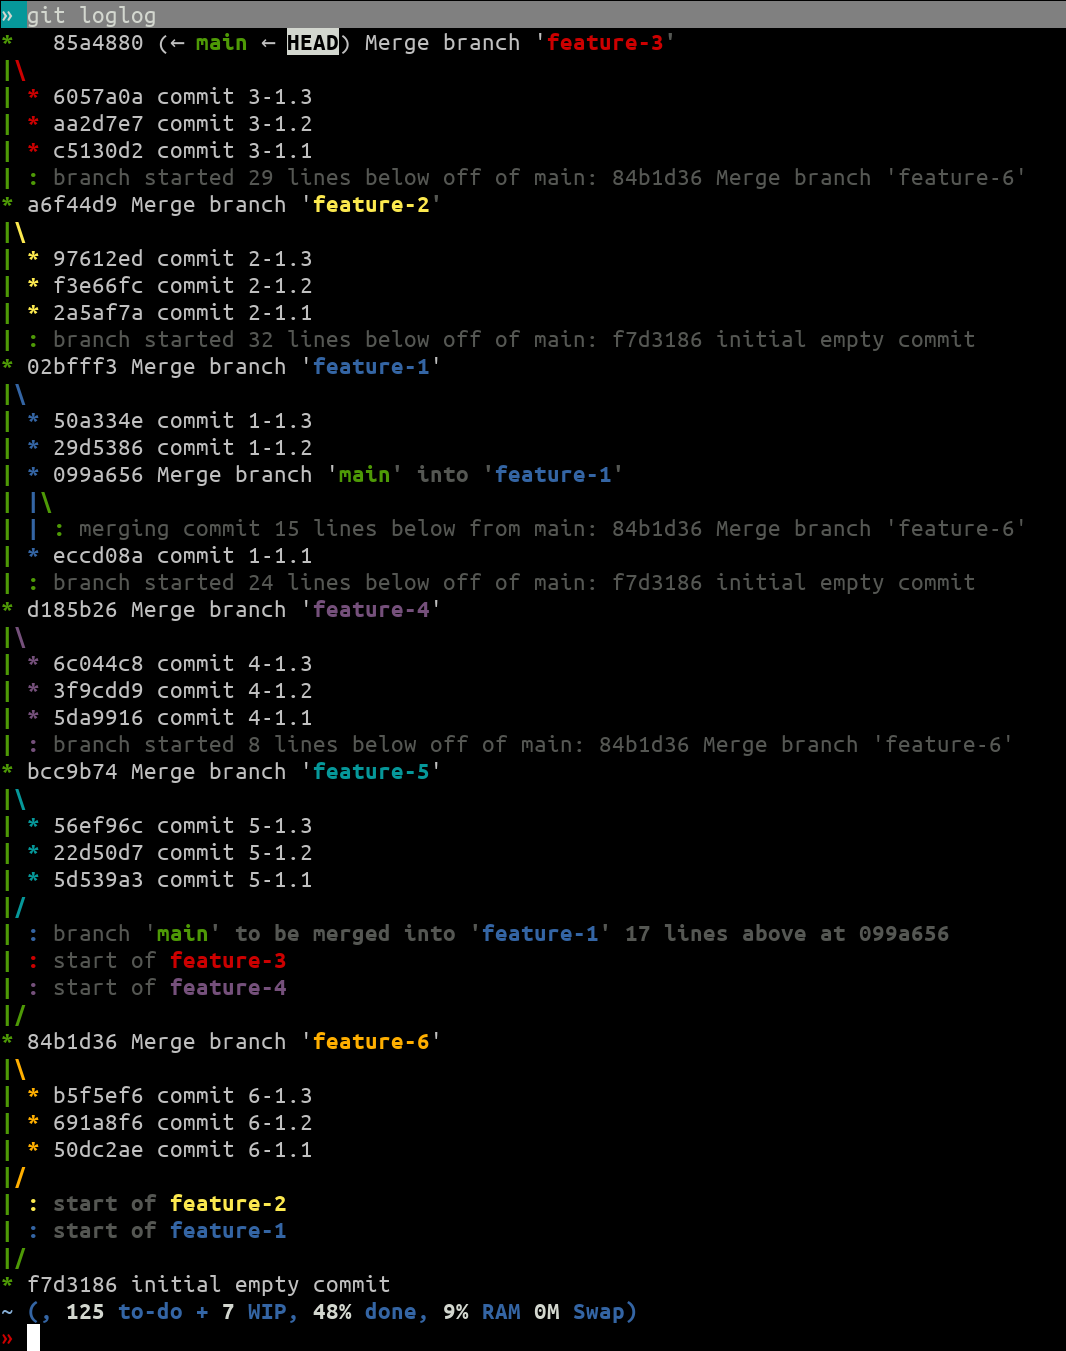 » git loglog
*   85a4880 (← main ← HEAD) Merge branch 'feature-3'
|\
| * 6057a0a commit 3-1.3
| * aa2d7e7 commit 3-1.2
| * c5130d2 commit 3-1.1
| : branch started 29 lines below off of main: 84b1d36 Merge branch 'feature-6'
* a6f44d9 Merge branch 'feature-2'
|\
| * 97612ed commit 2-1.3
| * f3e66fc commit 2-1.2
| * 2a5af7a commit 2-1.1
| : branch started 32 lines below off of main: f7d3186 initial empty commit
* 02bfff3 Merge branch 'feature-1'
|\
| * 50a334e commit 1-1.3
| * 29d5386 commit 1-1.2
| * 099a656 Merge branch 'main' into 'feature-1'
| |\
| | : merging commit 15 lines below from main: 84b1d36 Merge branch 'feature-6'
| * eccd08a commit 1-1.1
| : branch started 24 lines below off of main: f7d3186 initial empty commit
* d185b26 Merge branch 'feature-4'
|\
| * 6c044c8 commit 4-1.3
| * 3f9cdd9 commit 4-1.2
| * 5da9916 commit 4-1.1
| : branch started 8 lines below off of main: 84b1d36 Merge branch 'feature-6'
* bcc9b74 Merge branch 'feature-5'
|\
| * 56ef96c commit 5-1.3
| * 22d50d7 commit 5-1.2
| * 5d539a3 commit 5-1.1
|/
| : branch 'main' to be merged into 'feature-1' 17 lines above at 099a656
| : start of feature-3
| : start of feature-4
|/
* 84b1d36 Merge branch 'feature-6'
|\
| * b5f5ef6 commit 6-1.3
| * 691a8f6 commit 6-1.2
| * 50dc2ae commit 6-1.1
|/
| : start of feature-2
| : start of feature-1
|/
* f7d3186 initial empty commit
~ (, 125 to-do + 7 WIP, 48% done, 9% RAM 0M Swap)
»